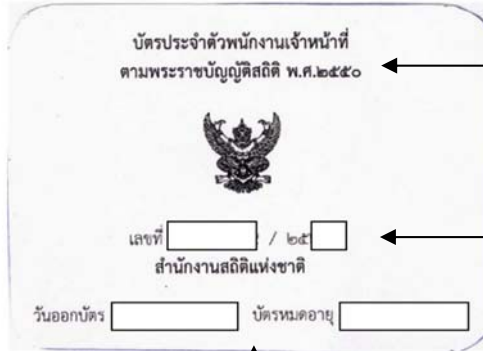 บัตรประจำตัวพนักงานเจ้าหน้าที่
ตามพระราชบัญญัติสถิติ พ.ศ.๒๕๕๐
เลขที่ / ๒๕
สำนักงานสถิติแห่งชาติ
วันออกบัตร บัตรหมดอายุ